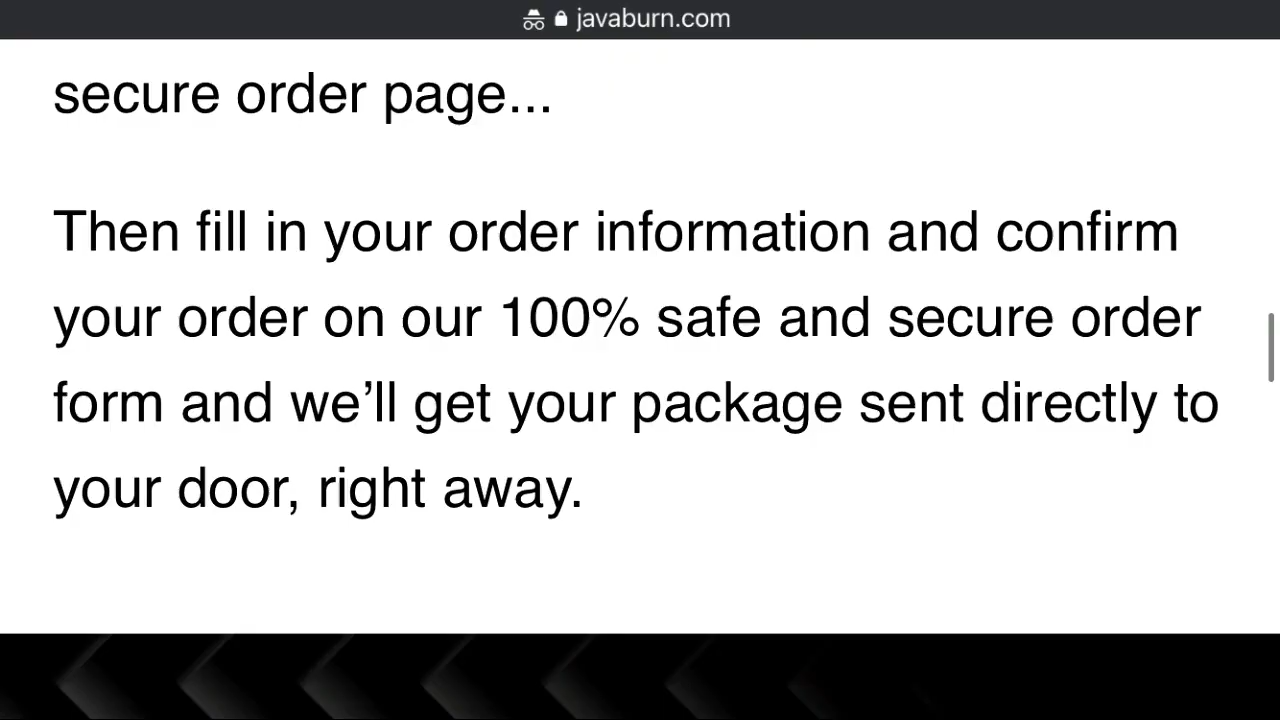 javaburn.com
secure order page...
Then fill in your order information and confirm
your order on our 100% safe and secure order
form and we’ll get your package sent directly to
your door, right away.